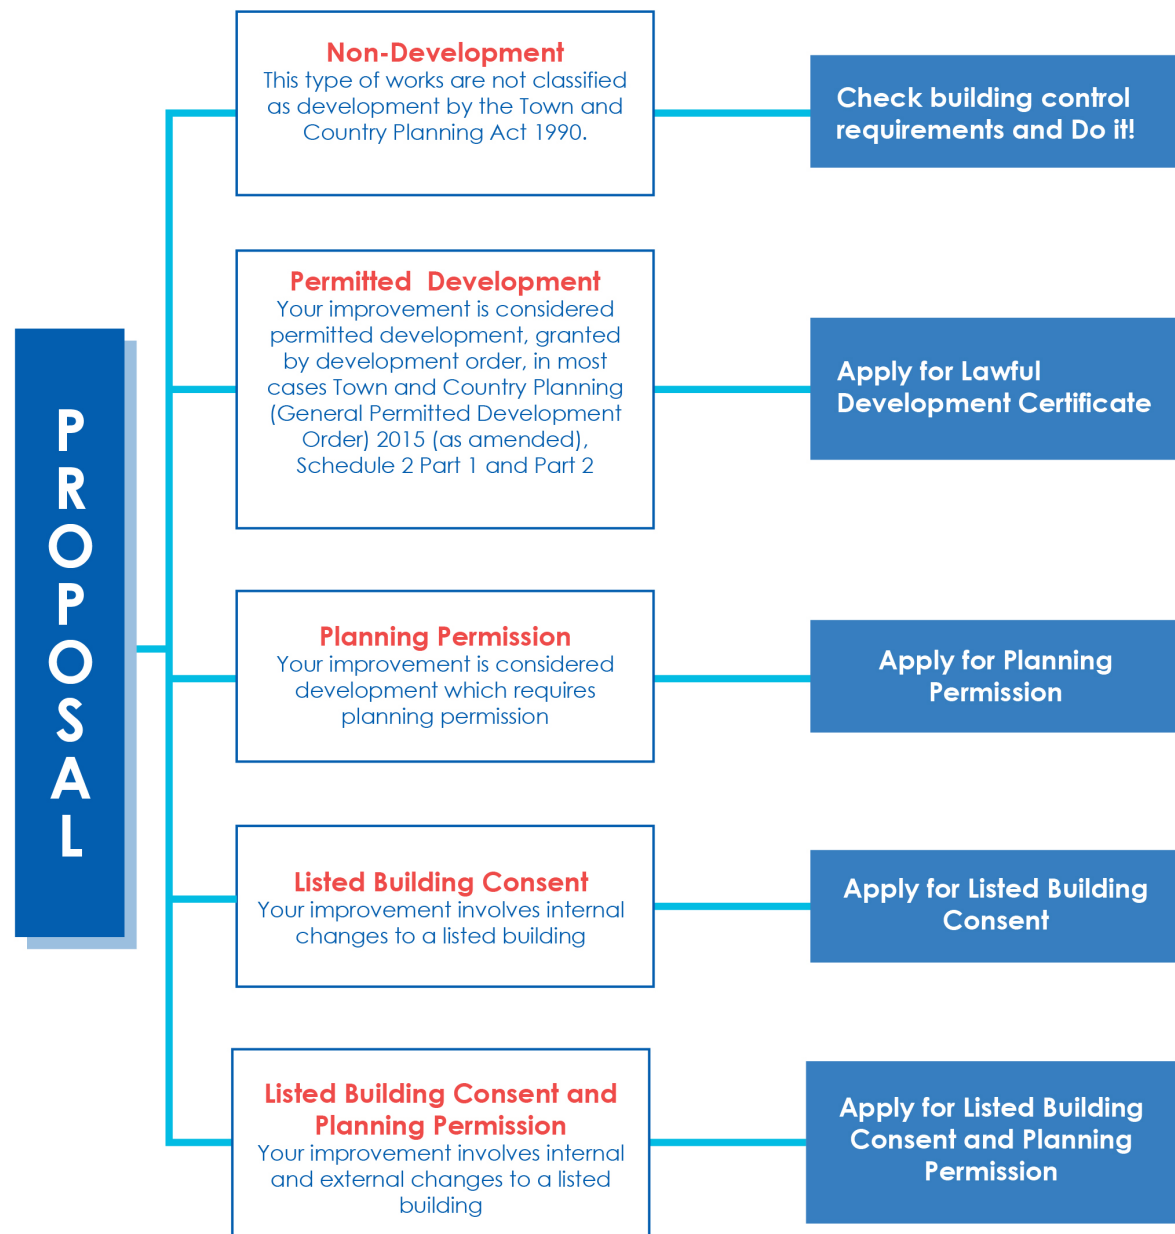 PROPOSAL
Non-Development
This type of works are not classified
as development by the Town and
Country Planning Act 1990.
Check building control
requirements and Do it!
Permitted Development
Your improvement is considered
permitted development, granted
by development order, in most
cases Town and Country Planning
(General Permitted Development
Order) 2015 (as amended),
Schedule 2 Part 1 and Part 2
Apply for Lawful
Development Certificate
Planning Permission
Your improvement is considered
development which requires
planning permission
Apply for Planning
Permission
Listed Building Consent
Your improvement involves internal
changes to a listed building
Apply for Listed Building
Consent
Listed Building Consent and
Planning Permission
Your improvement involves internal
and external changes to a listed
building
Apply for Listed Building
Consent and Planning
Permission